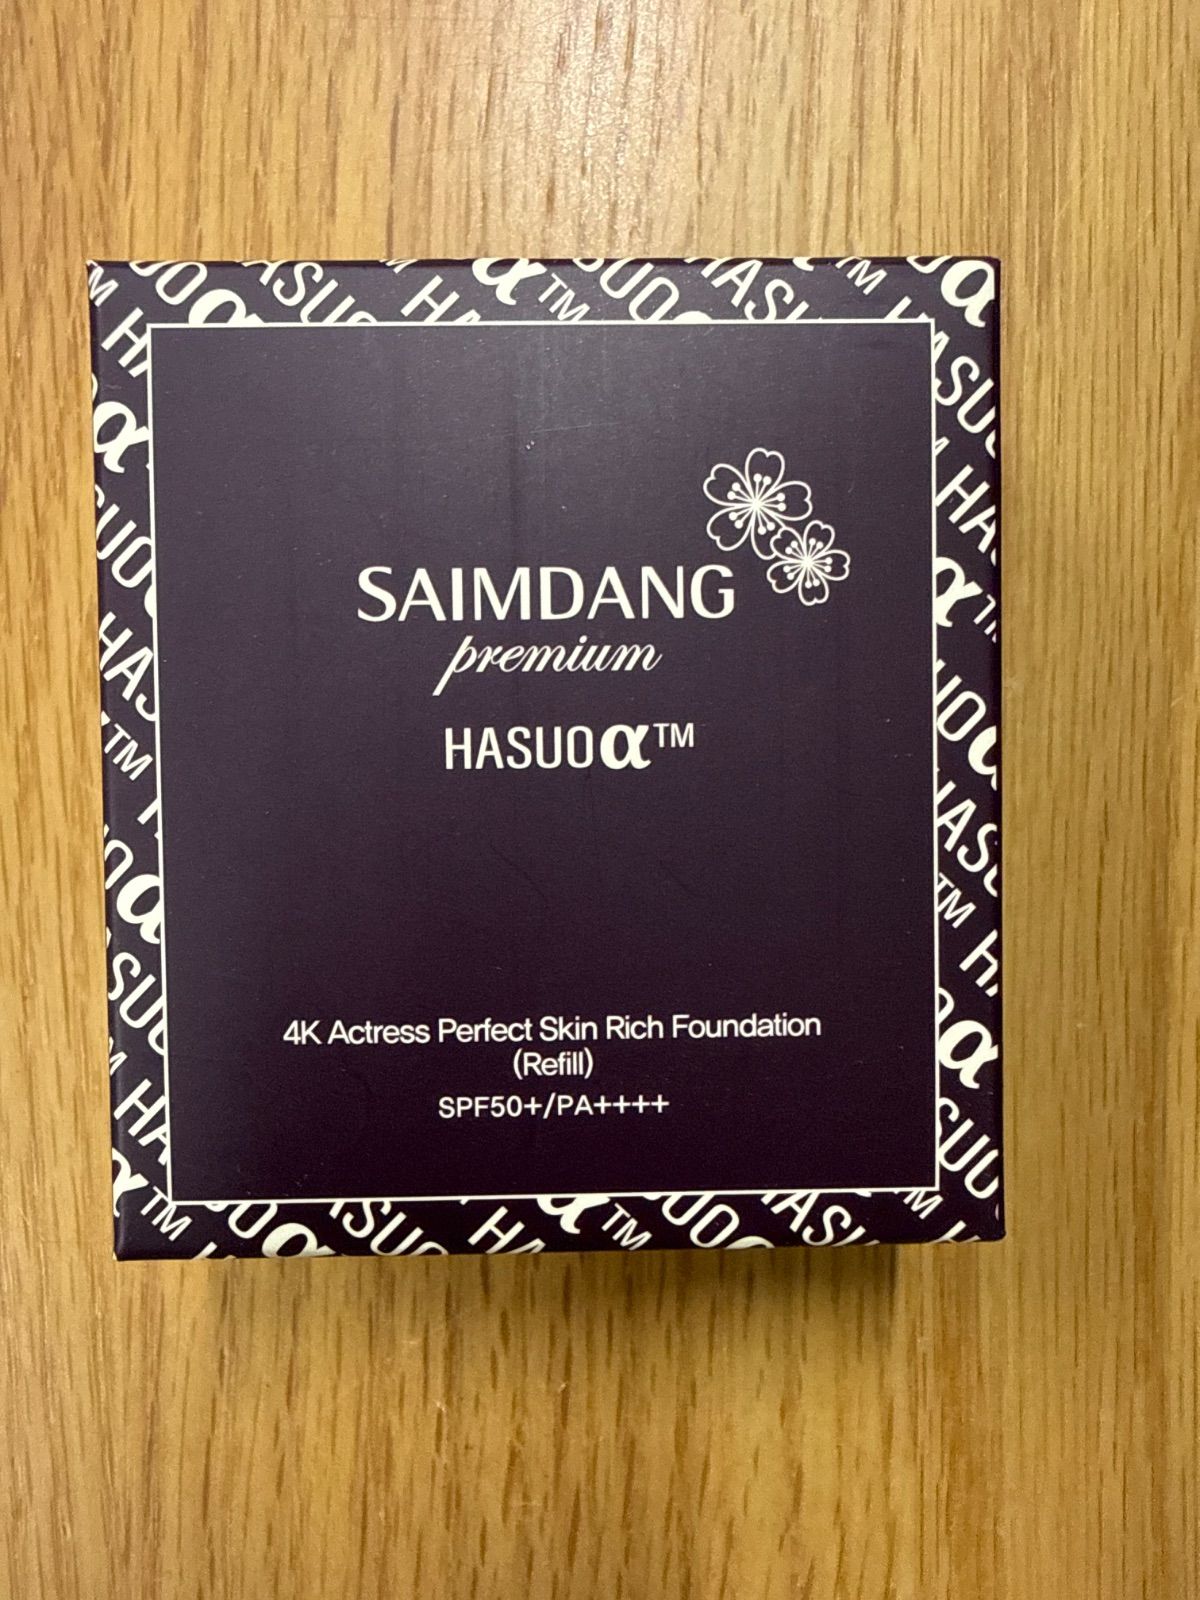 SAIMDANG
premium
HASUOα™
4K Actress Perfect Skin Rich Foundation
(Refill)
SPF50+/PA++++